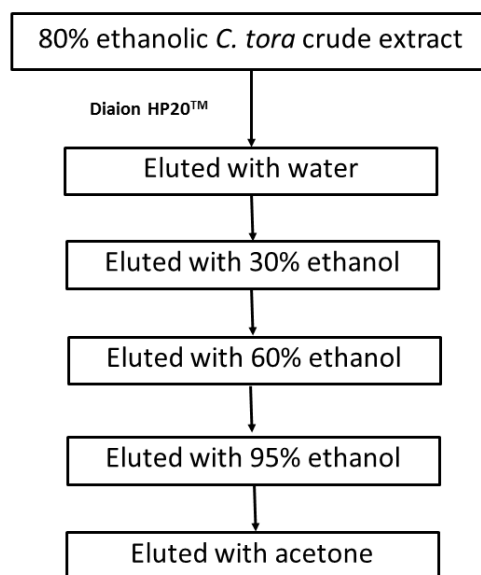 80% ethanolic C. tora crude extract
Diaion HP20™
Eluted with water
Eluted with 30% ethanol
Eluted with 60% ethanol
Eluted with 95% ethanol
Eluted with acetone